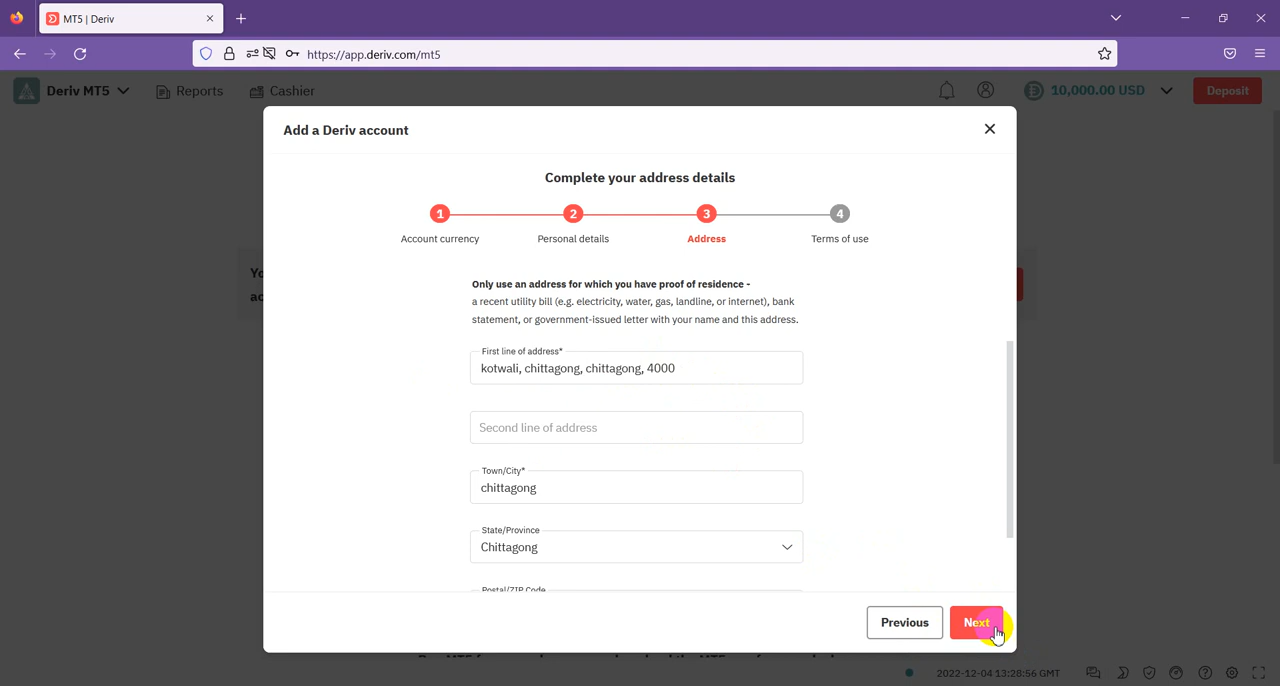 MT5 | Deriv
https://app.deriv.com/mt5
Deriv MT5
Reports
Cashier
10,000.00 USD
Deposit
Add a Deriv account
Complete your address details
1 2 3 4
Account currency Personal details Address Terms of use
Only use an address for which you have proof of residence -
a recent utility bill (e.g. electricity, water, gas, landline, or internet), bank
statement, or government-issued letter with your name and this address.
First line of address*
kotwali, chittagong, chittagong, 4000
Second line of address
Town/City*
chittagong
State/Province
Chittagong
Postal/ZIP Code
Previous
Next
2022-12-04 13:28:56 GMT